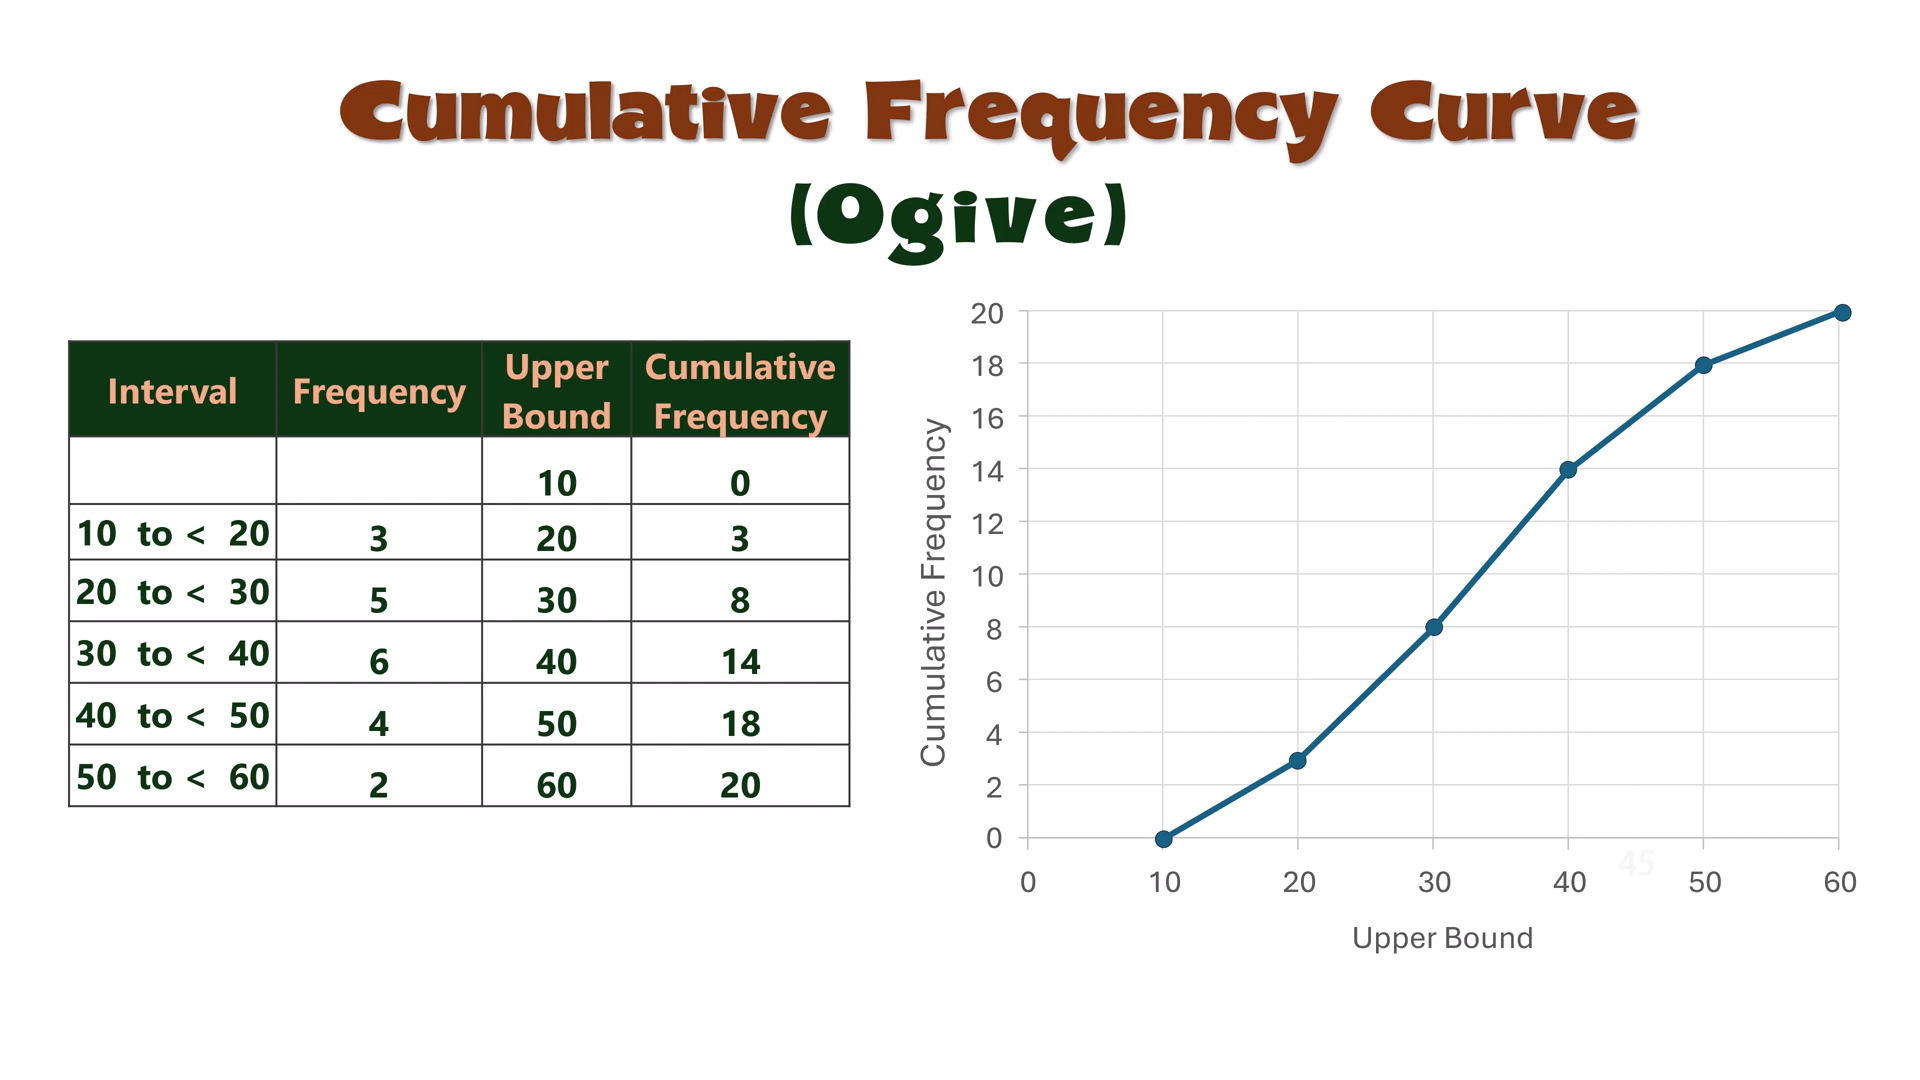 Cumulative Frequency Curve
(Ogive)
Interval Frequency Upper Bound Cumulative Frequency
10 0
10 to < 20 3 20 3
20 to < 30 5 30 8
30 to < 40 6 40 14
40 to < 50 4 50 18
50 to < 60 2 60 20
Cumulative Frequency
20
18
16
14
12
10
8
6
4
2
0
45
0 10 20 30 40 50 60
Upper Bound